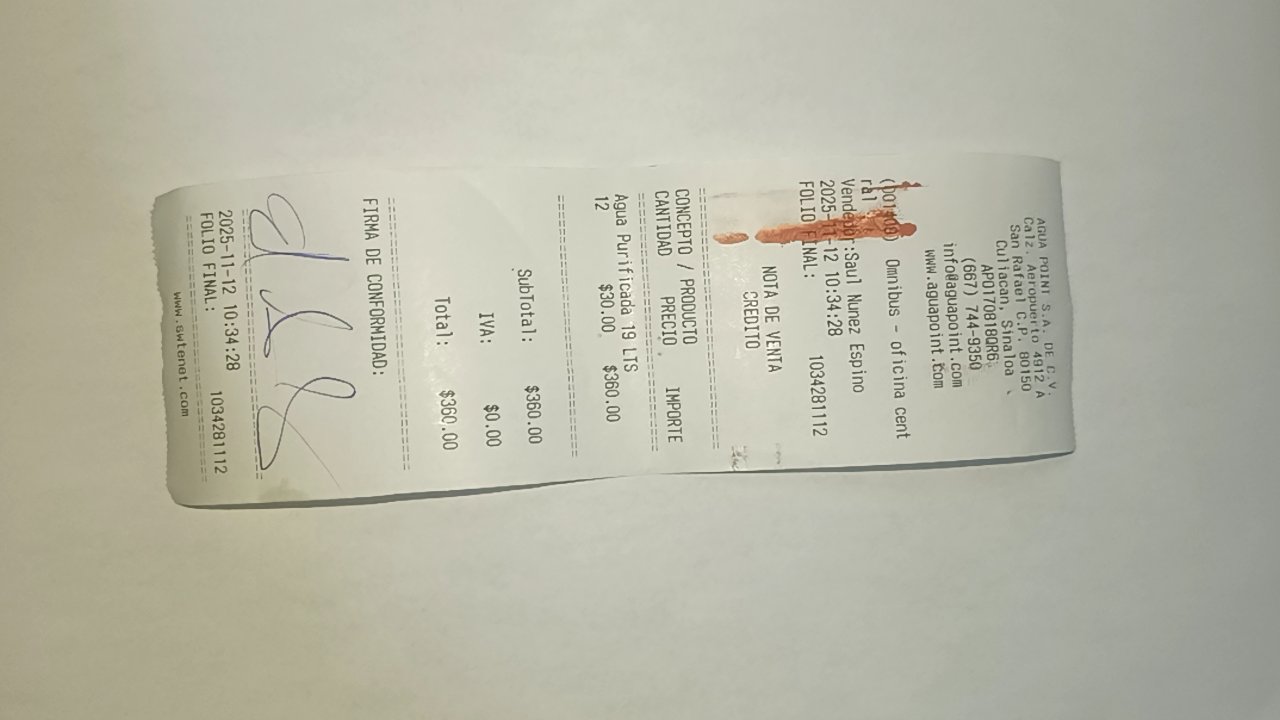 AGUA POINT S.A. DE C.V.
Calz. Aeropuerto 4912 A
San Rafael C.P. 80150
Culiacan, Sinaloa
APO170818QR6
(667) 744-9350
info@aguapoint.com
www.aguapoint.com
Omnibus - oficina cent
ral
Vendedor:Saul Nunez Espino
2025-11-12 10:34:28
FOLIO FINAL: 1034281112
NOTA DE VENTA
CREDITO
CONCEPTO / PRODUCTO
CANTIDAD PRECIO IMPORTE
Agua Purificada 19 LTS
12 $30.00 $360.00
SubTotal: $360.00
IVA: $0.00
Total: $360.00
FIRMA DE CONFORMIDAD:
2025-11-12 10:34:28
FOLIO FINAL: 1034281112
www.swtenet.com